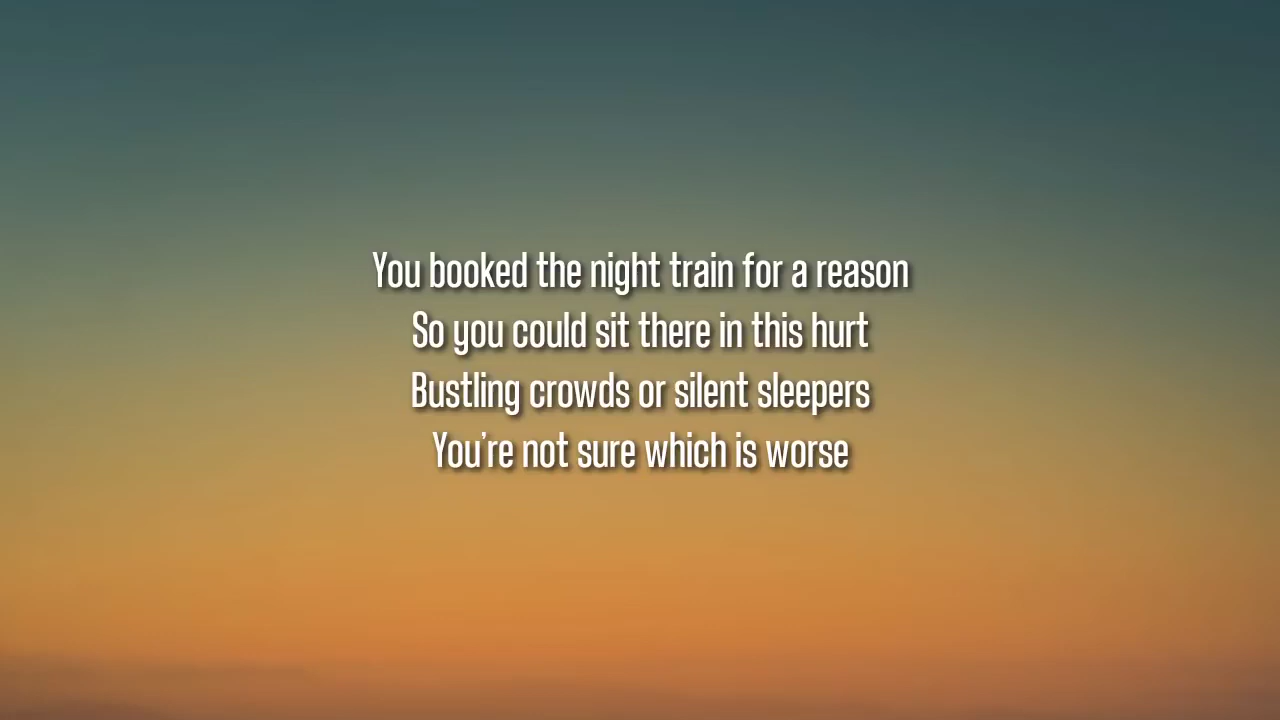 You booked the night train for a reason
So you could sit there in this hurt
Bustling crowds or silent sleepers
You’re not sure which is worse